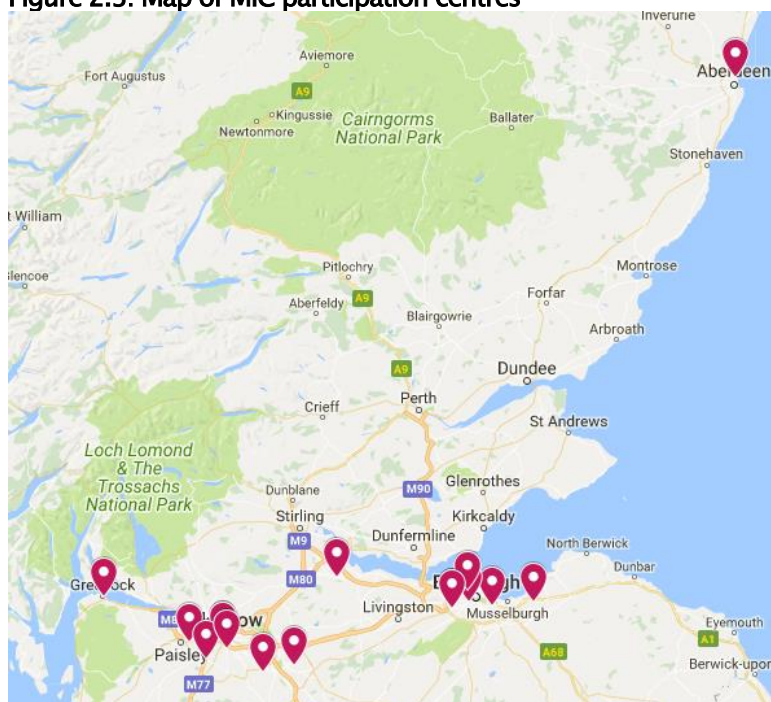 Figure 2.3: Map of MIC participation centres
Inverurie
Aviemore
Fort Augustus
Aberdeen
A9
Kingussie
Cairngorms
National Park
Newtonmore
Ballater
Stonehaven
t William
Glencoe
Pitlochry
Montrose
Aberfeldy
A9
Forfar
Blairgowrie
Arbroath
A9
Dundee
Perth
Crieff
St Andrews
Loch Lomond
& The
Trossachs
National Park
Glenrothes
M90
Dunblane
Stirling
Kirkcaldy
M9
Dunfermline
North Berwick
M80
Dunbar
Livingston
Musselburgh
Eyemouth
Paisley
A1
A68
Berwick-upon
M77